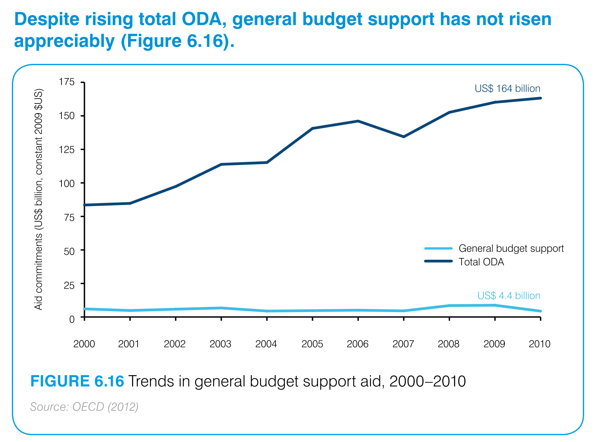 Despite rising total ODA, general budget support has not risen
appreciably (Figure 6.16).
Aid commitments (US$ billion, constant 2009 $US)
175
150
125
100
75
50
25
0
US$ 164 billion
General budget support
Total ODA
US$ 4.4 billion
2000 2001 2002 2003 2004 2005 2006 2007 2008 2009 2010
FIGURE 6.16 Trends in general budget support aid, 2000–2010
Source: OECD (2012)